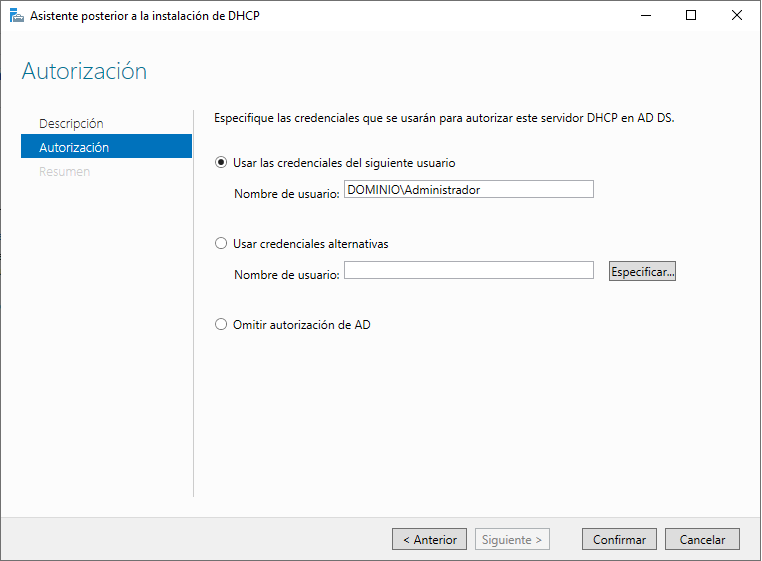 Asistente posterior a la instalación de DHCP
Autorización
Descripción
Autorización
Resumen
Especifique las credenciales que se usarán para autorizar este servidor DHCP en AD DS.
Usar las credenciales del siguiente usuario
Nombre de usuario: DOMINIO\Administrador
Usar credenciales alternativas
Nombre de usuario: Especificar...
Omitir autorización de AD
< Anterior Siguiente > Confirmar Cancelar